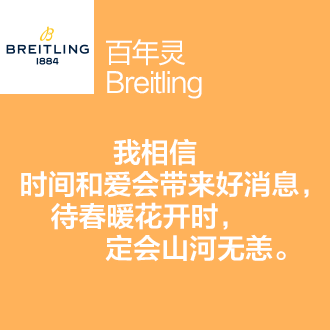 BREITLING
1884
百年灵
Breitling
我相信
时间和爱会带来好消息，
待春暖花开时，
定会山河无恙。